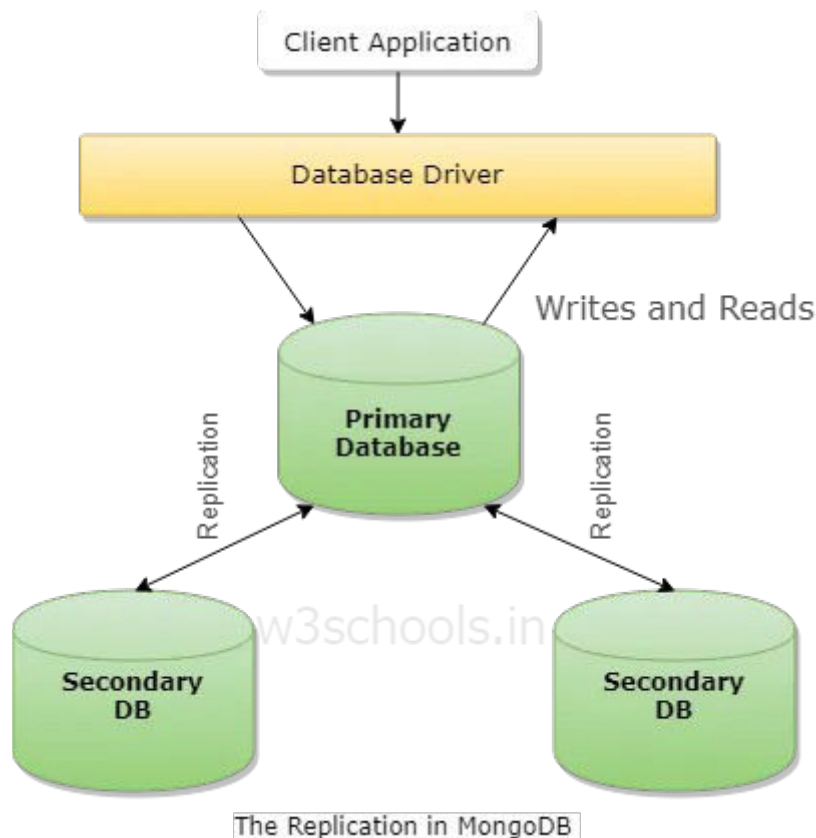 Client Application
Database Driver
Writes and Reads
Primary
Database
Replication
Replication
w3schools.in
Secondary
DB
Secondary
DB
The Replication in MongoDB